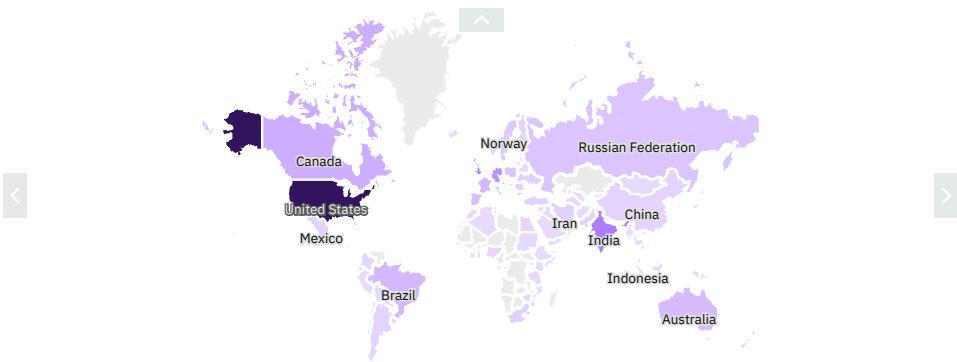 Norway
Russian Federation
Canada
United States
China
Iran
Mexico
India
Indonesia
Brazil
Australia